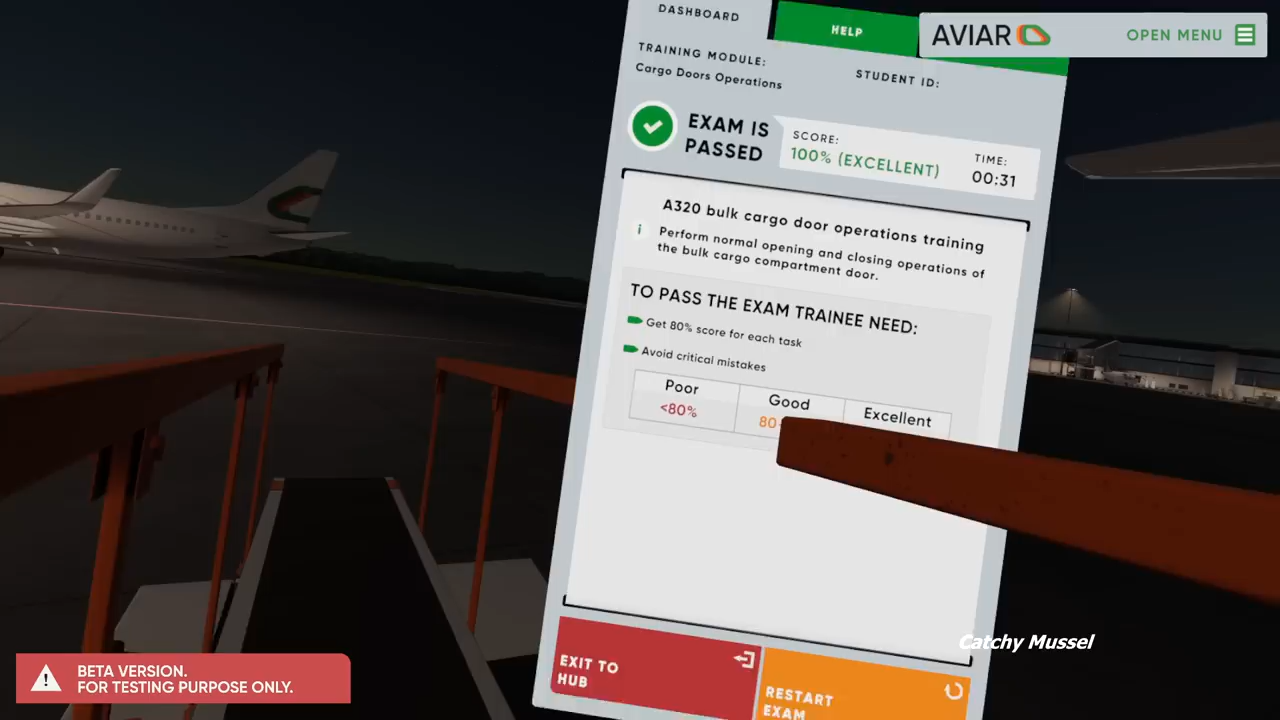 DASHBOARD
HELP
AVIAR
OPEN MENU
TRAINING MODULE:
Cargo Doors Operations
STUDENT ID:
EXAM IS
PASSED
SCORE:
100% (EXCELLENT)
TIME:
00:31
A320 bulk cargo door operations training
i
Perform normal opening and closing operations of
the bulk cargo compartment door.
TO PASS THE EXAM TRAINEE NEED:
Get 80% score for each task
Avoid critical mistakes
Poor
Good
Excellent
<80%
80
Catchy Mussel
EXIT TO
HUB
RESTART
EXAM
!
BETA VERSION.
FOR TESTING PURPOSE ONLY.